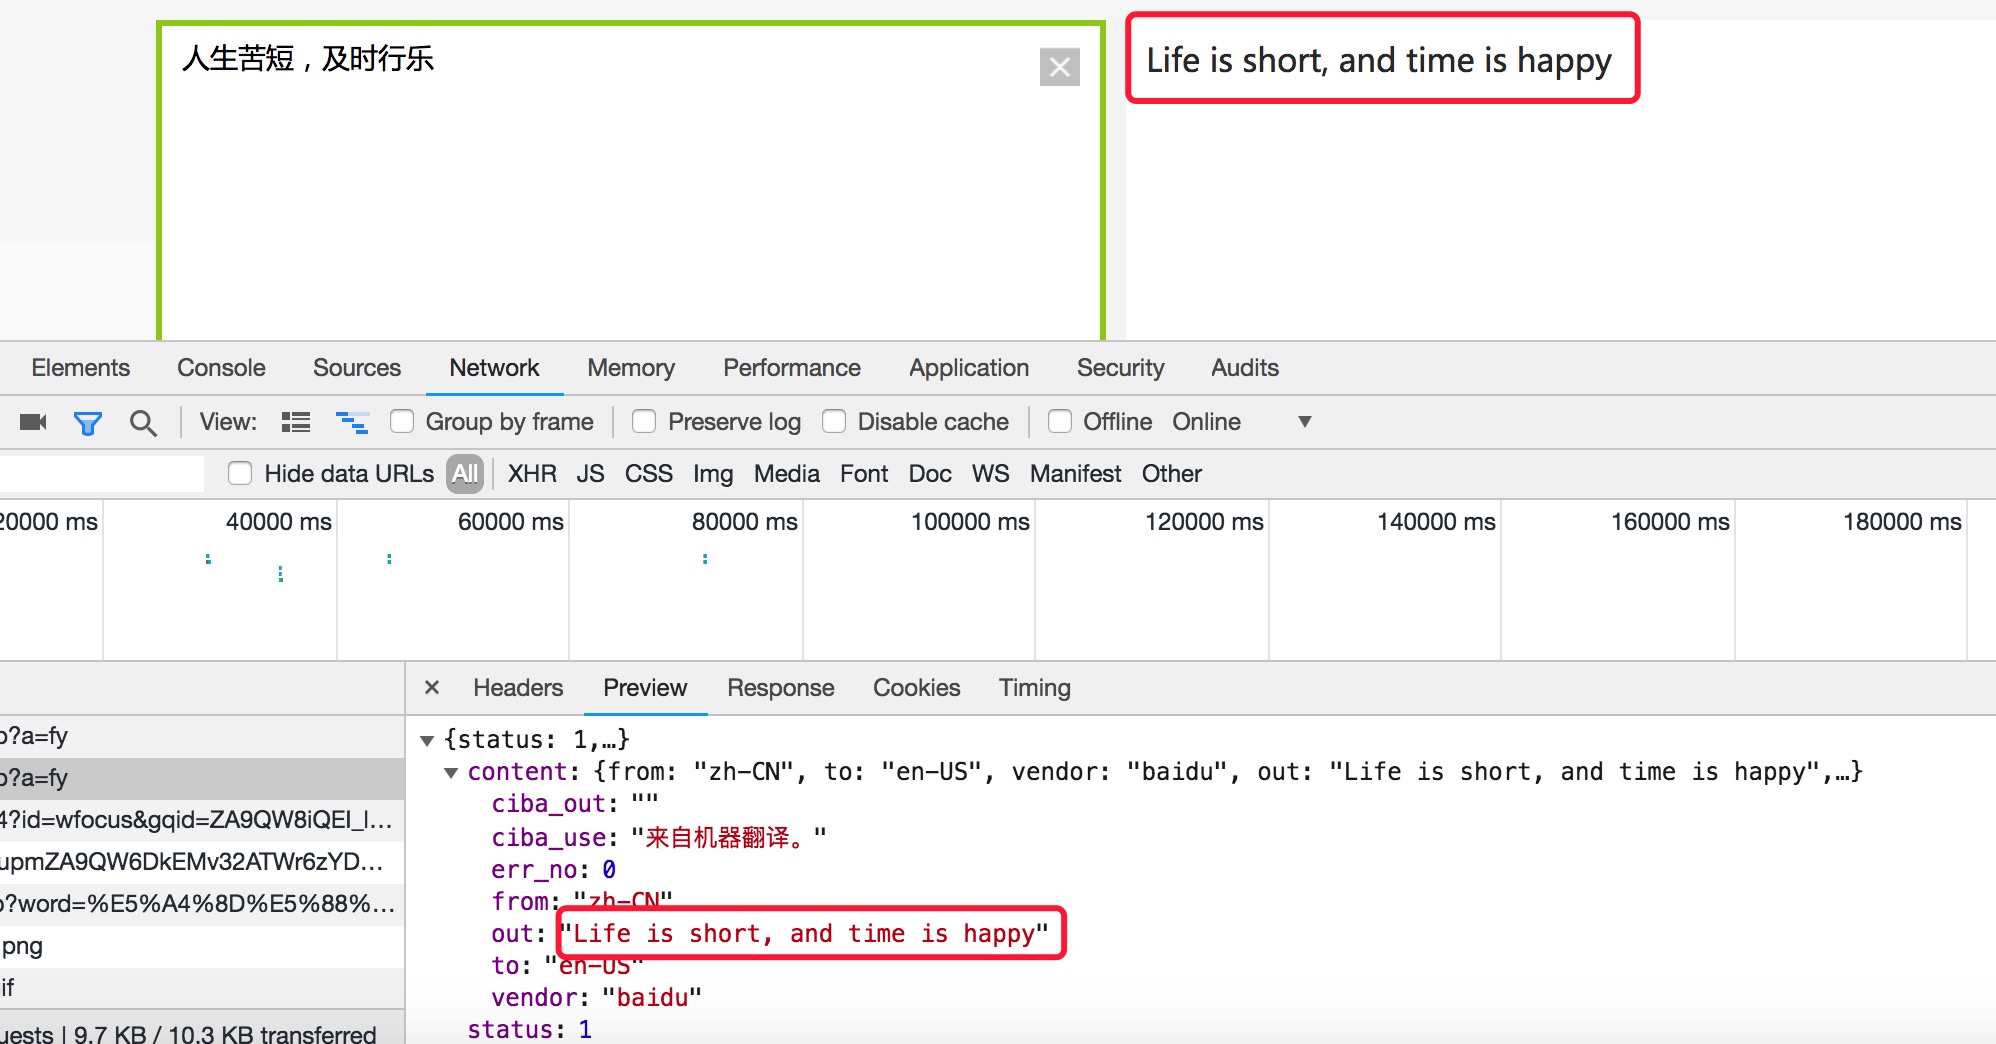 人生苦短，及时行乐
Life is short, and time is happy
Elements Console Sources Network Memory Performance Application Security Audits
View: Group by frame Preserve log Disable cache Offline Online
Hide data URLs All XHR JS CSS Img Media Font Doc WS Manifest Other
20000 ms 40000 ms 60000 ms 80000 ms 100000 ms 120000 ms 140000 ms 160000 ms 180000 ms
× Headers Preview Response Cookies Timing
?a=fy
?a=fy
4?id=wfocus&gqid=ZA9QW8iQEI_l…
upmZA9QW6DkEMv32ATWr6zYD…
?word=%E5%A4%8D%E5%88%…
png
if
uests | 9.7 KB / 10.3 KB transferred
{status: 1,…}
content: {from: "zh-CN", to: "en-US", vendor: "baidu", out: "Life is short, and time is happy",…}
ciba_out: ""
ciba_use: "来自机器翻译。"
err_no: 0
from: "zh-CN"
out: "Life is short, and time is happy"
to: "en-US"
vendor: "baidu"
status: 1